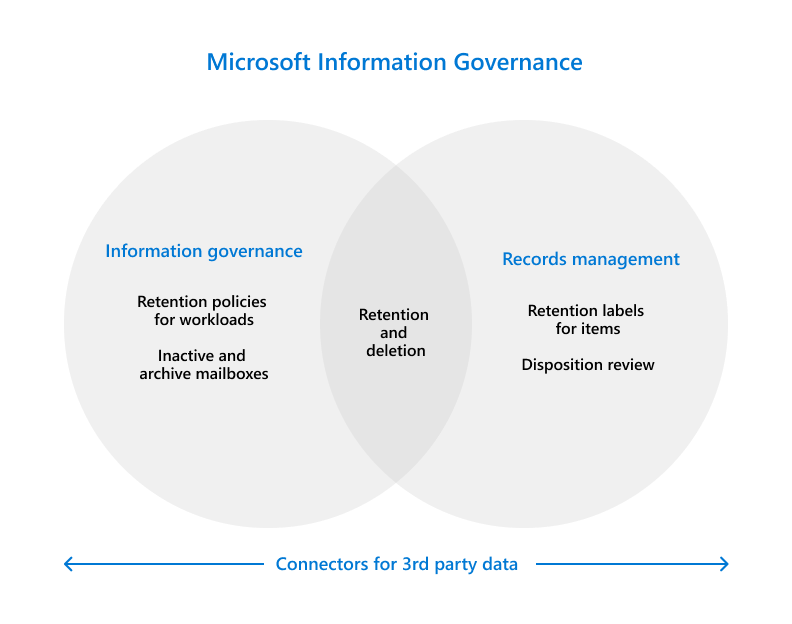 Microsoft Information Governance
Information governance
Retention policies
for workloads
Inactive and
archive mailboxes
Retention
and
deletion
Records management
Retention labels
for items
Disposition review
Connectors for 3rd party data